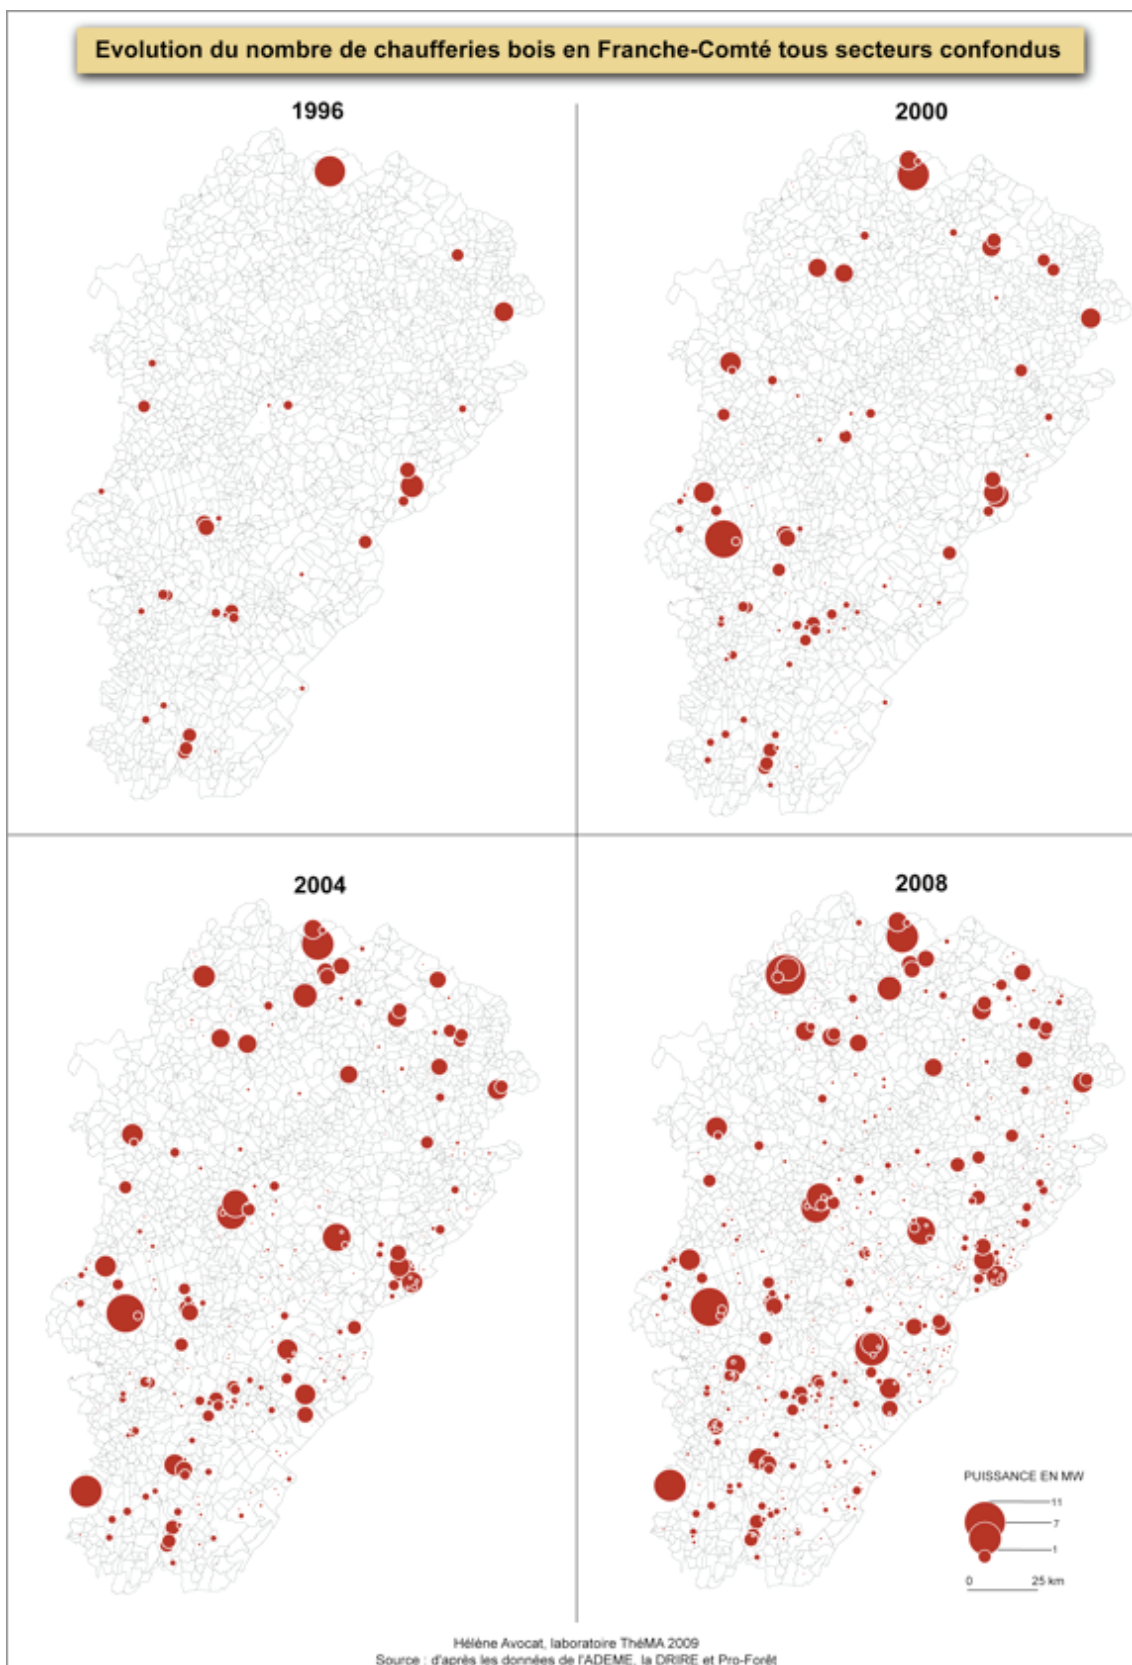 Evolution du nombre de chaufferies bois en Franche-Comté tous secteurs confondus
1996
2000
2004
2008
PUISSANCE EN MW
11
7
1
0 25 km
Hélène Avocat, laboratoire ThéMA 2009
Source : d'après les données de l'ADEME, la DRIRE et Pro-Forêt